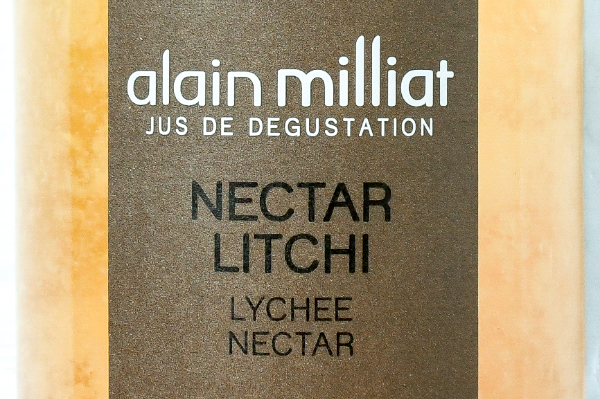 alain milliat
JUS DE DEGUSTATION
NECTAR
LITCHI
LYCHEE
NECTAR